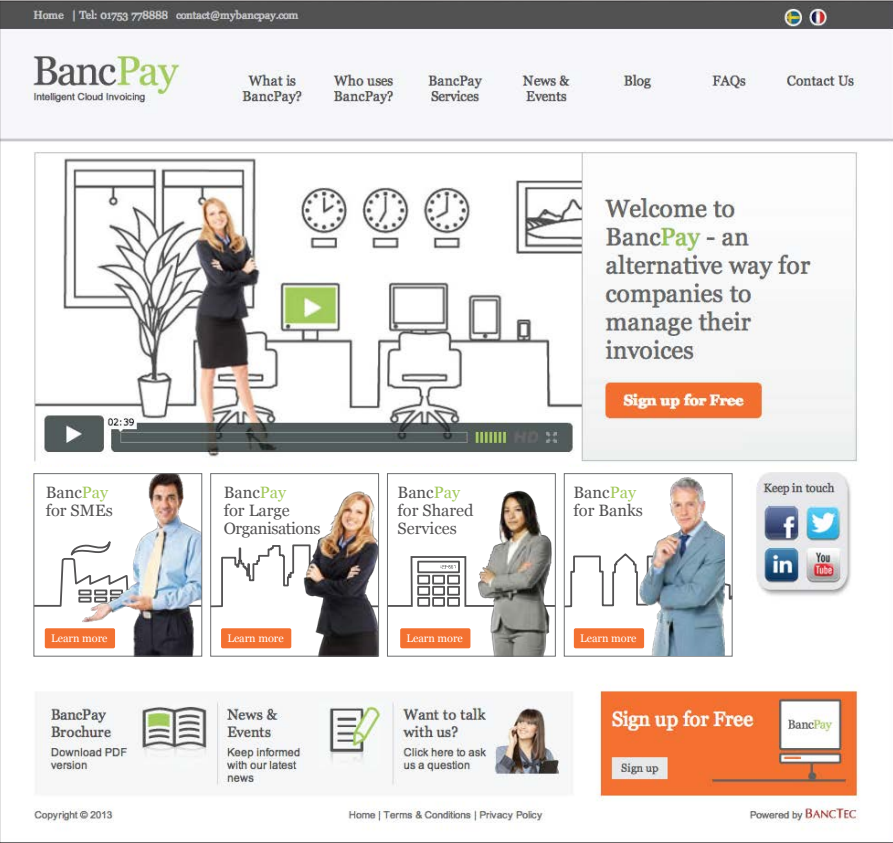 Home | Tel: 01753 778888 contact@mybancpay.com
BancPay
Intelligent Cloud Invoicing
What is
BancPay?
Who uses
BancPay?
BancPay
Services
News &
Events
Blog
FAQs
Contact Us
Welcome to
BancPay - an
alternative way for
companies to
manage their
invoices
Sign up for Free
02:39
HD
BancPay
for SMEs
Learn more
BancPay
for Large
Organisations
Learn more
BancPay
for Shared
Services
Learn more
BancPay
for Banks
Learn more
Keep in touch
f
in
You
Tube
BancPay
Brochure
Download PDF
version
News &
Events
Keep informed
with our latest
news
Want to talk
with us?
Click here to ask
us a question
Sign up for Free
Sign up
BancPay
Copyright © 2013
Home | Terms & Conditions | Privacy Policy
Powered by BANCTEC